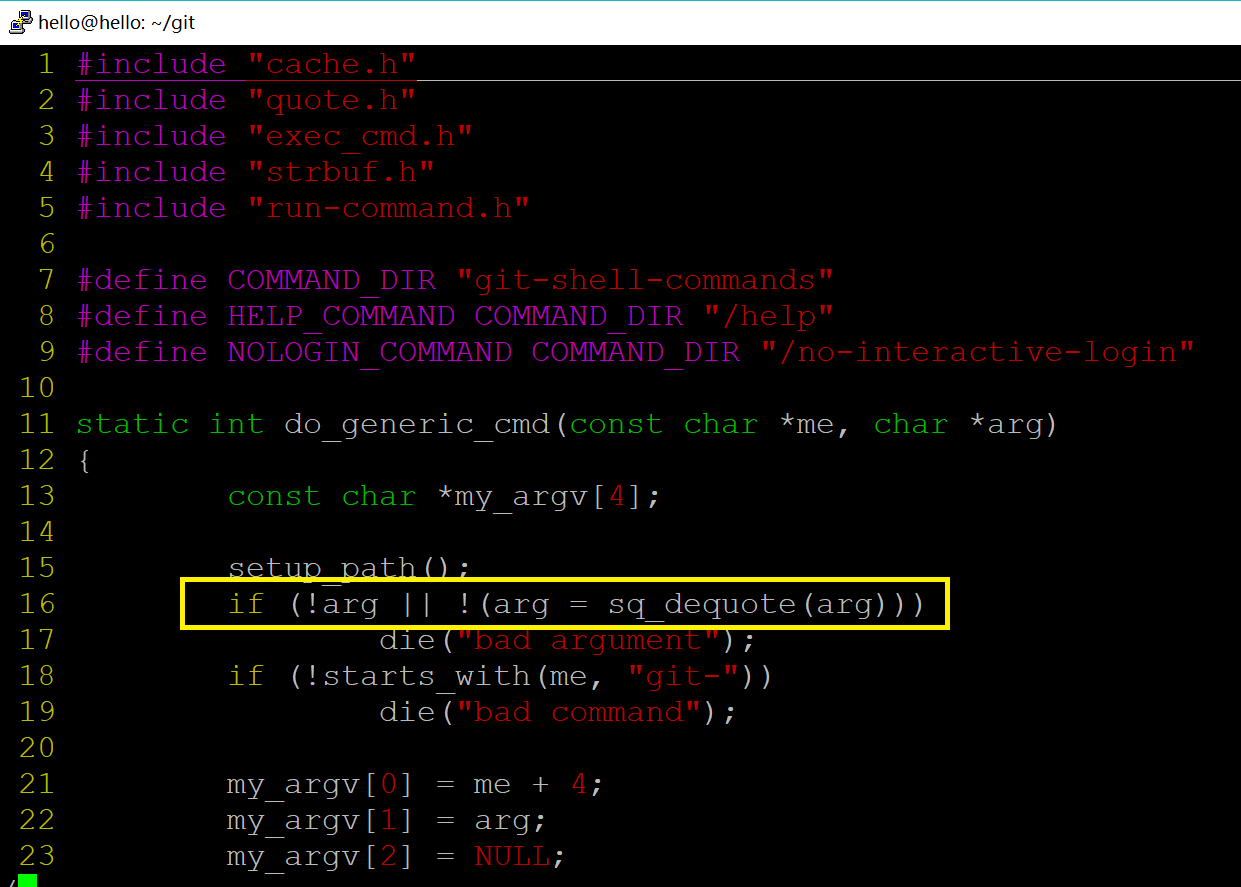 hello@hello: ~/git
1 #include "cache.h"
2 #include "quote.h"
3 #include "exec_cmd.h"
4 #include "strbuf.h"
5 #include "run-command.h"
6
7 #define COMMAND_DIR "git-shell-commands"
8 #define HELP_COMMAND COMMAND_DIR "/help"
9 #define NOLOGIN_COMMAND COMMAND_DIR "/no-interactive-login"
10
11 static int do_generic_cmd(const char *me, char *arg)
12 {
13         const char *my_argv[4];
14
15         setup_path();
16         if (!arg || !(arg = sq_dequote(arg)))
17                 die("bad argument");
18         if (!starts_with(me, "git-"))
19                 die("bad command");
20
21         my_argv[0] = me + 4;
22         my_argv[1] = arg;
23         my_argv[2] = NULL;
/